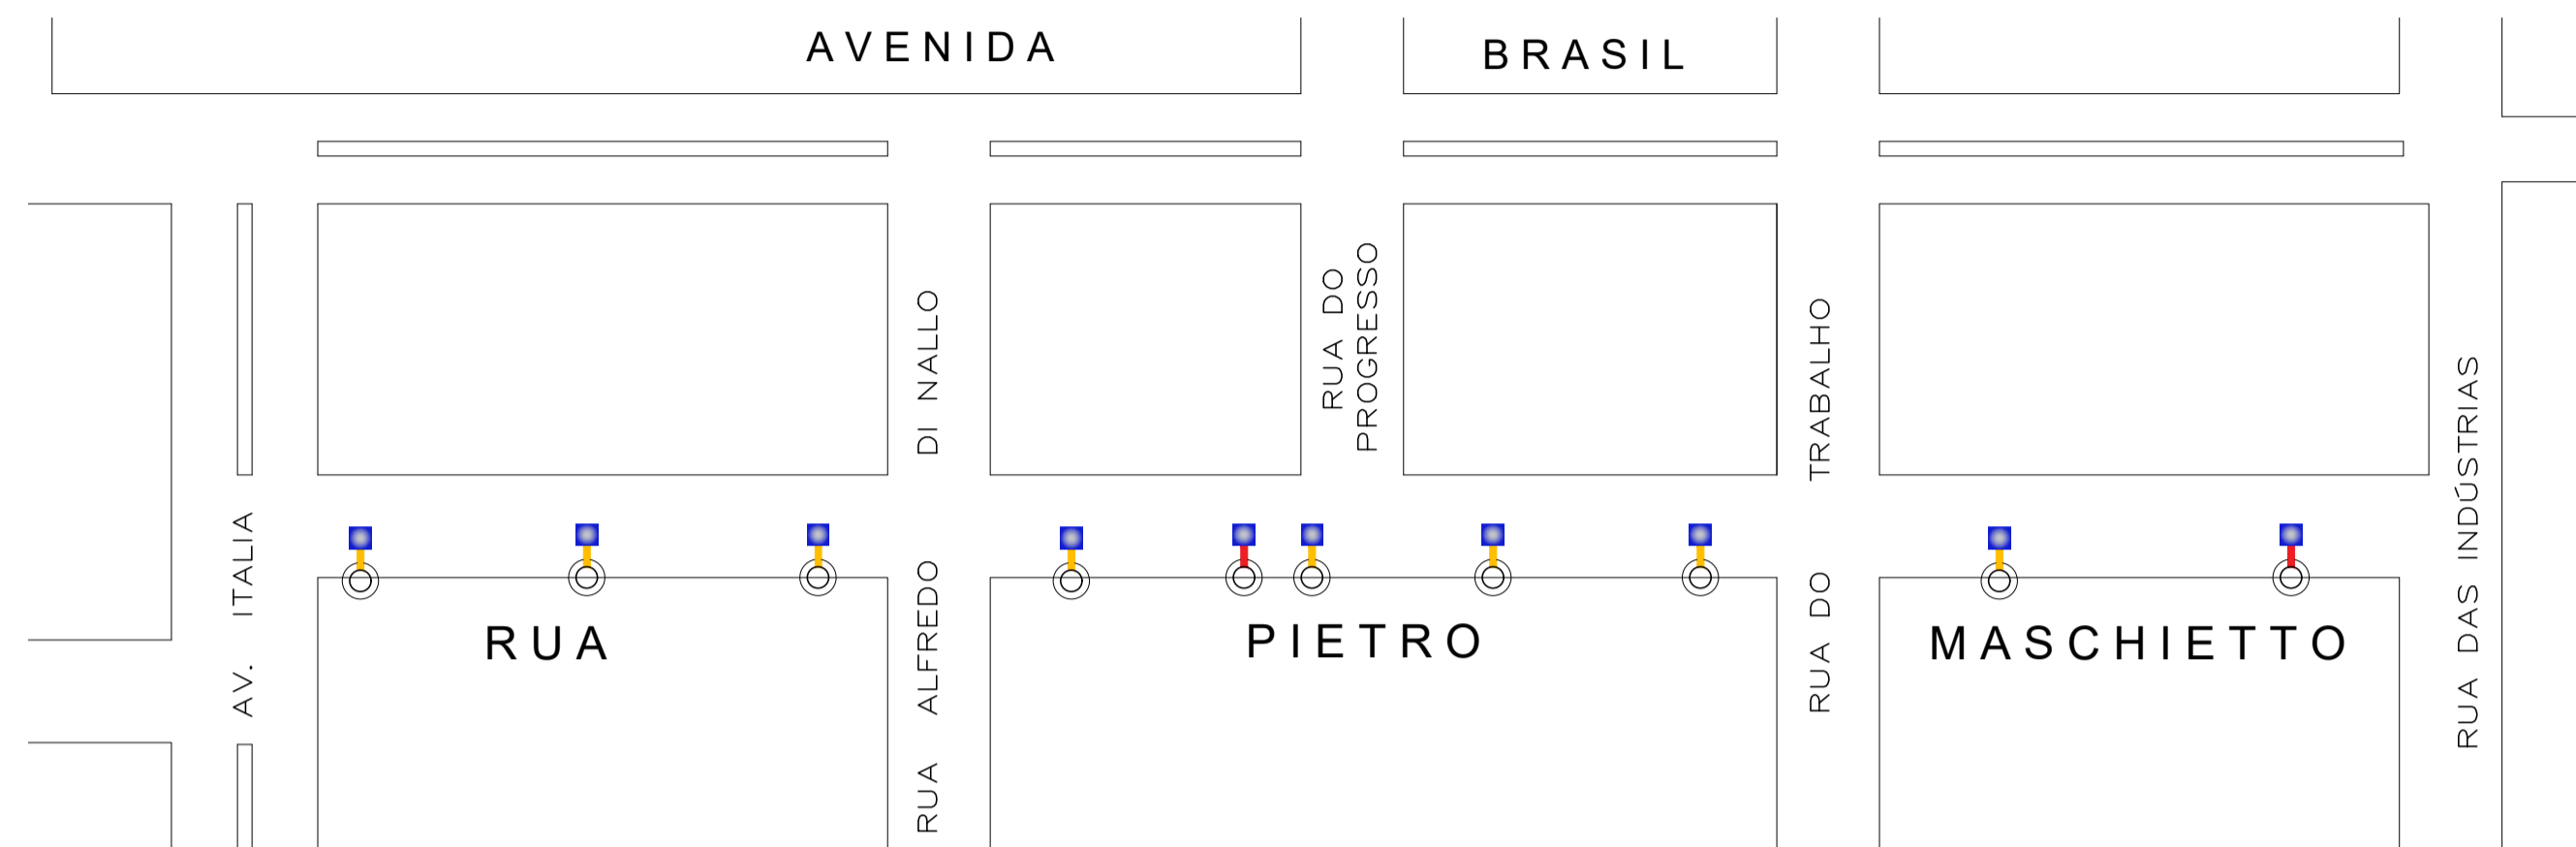 AVENIDA BRASIL
AV. ITALIA
RUA ALFREDO DI NALLO
RUA DO
PROGRESSO
RUA DO TRABALHO
RUA DAS INDÚSTRIAS
RUA PIETRO MASCHIETTO